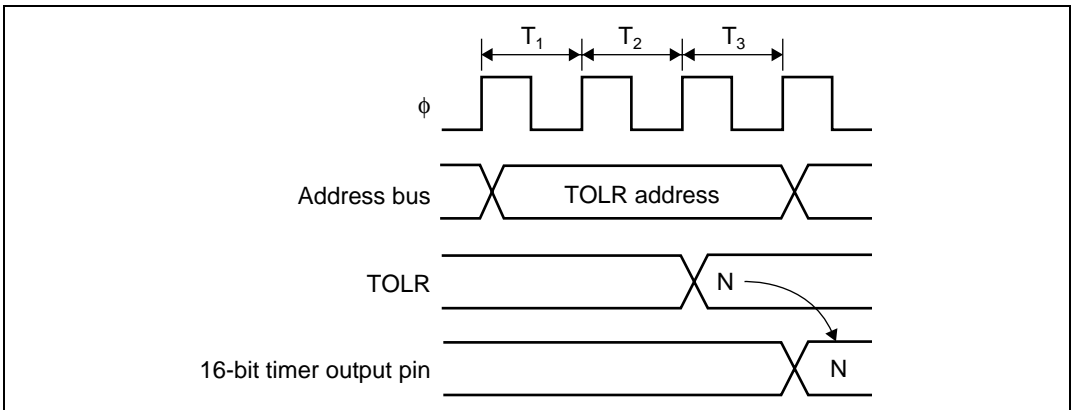 T₁ T₂ T₃
φ
Address bus TOLR address
TOLR N
16-bit timer output pin N